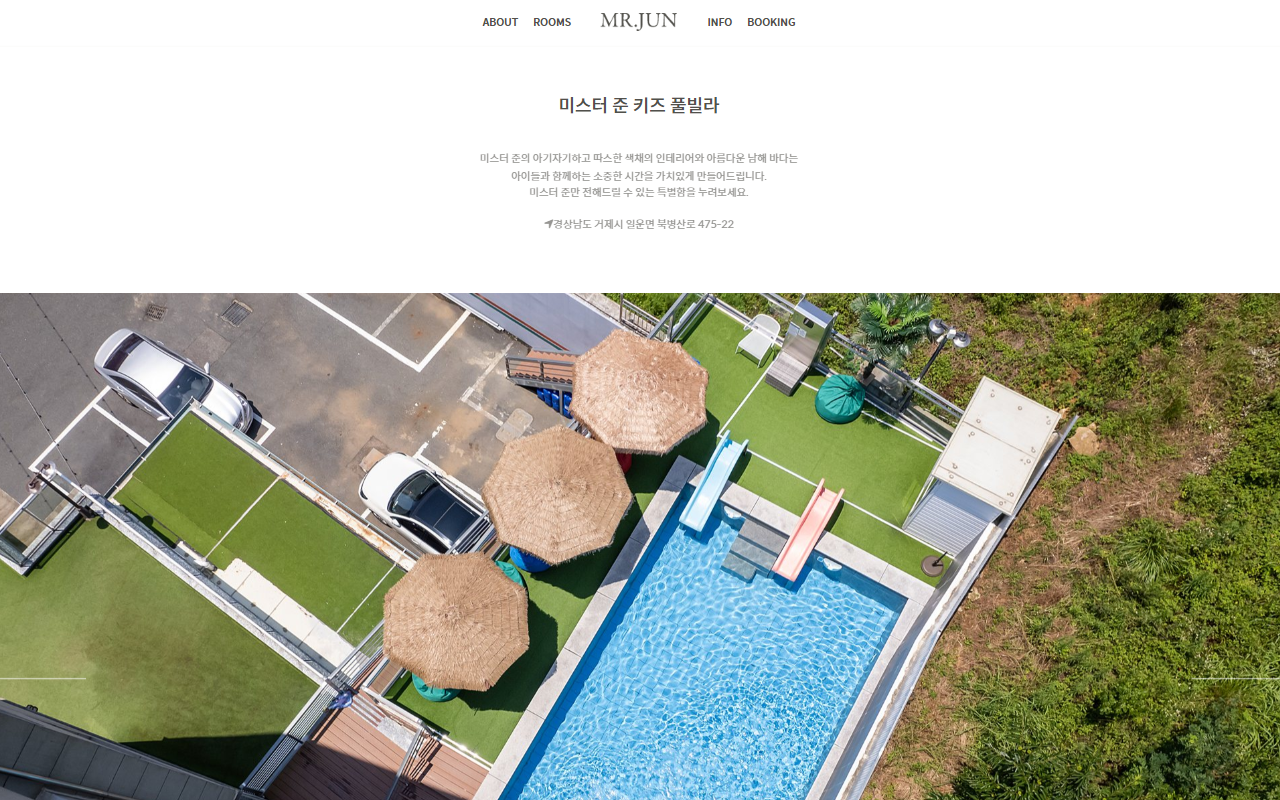 ABOUT ROOMS MR.JUN INFO BOOKING
미스터 준 키즈 풀빌라
미스터 준의 아기자기하고 따스한 색채의 인테리어와 아름다운 남해 바다는
아이들과 함께하는 소중한 시간을 가치있게 만들어드립니다.
미스터 준만 전해드릴 수 있는 특별함을 누려보세요.
경상남도 거제시 일운면 북병산로 475-22